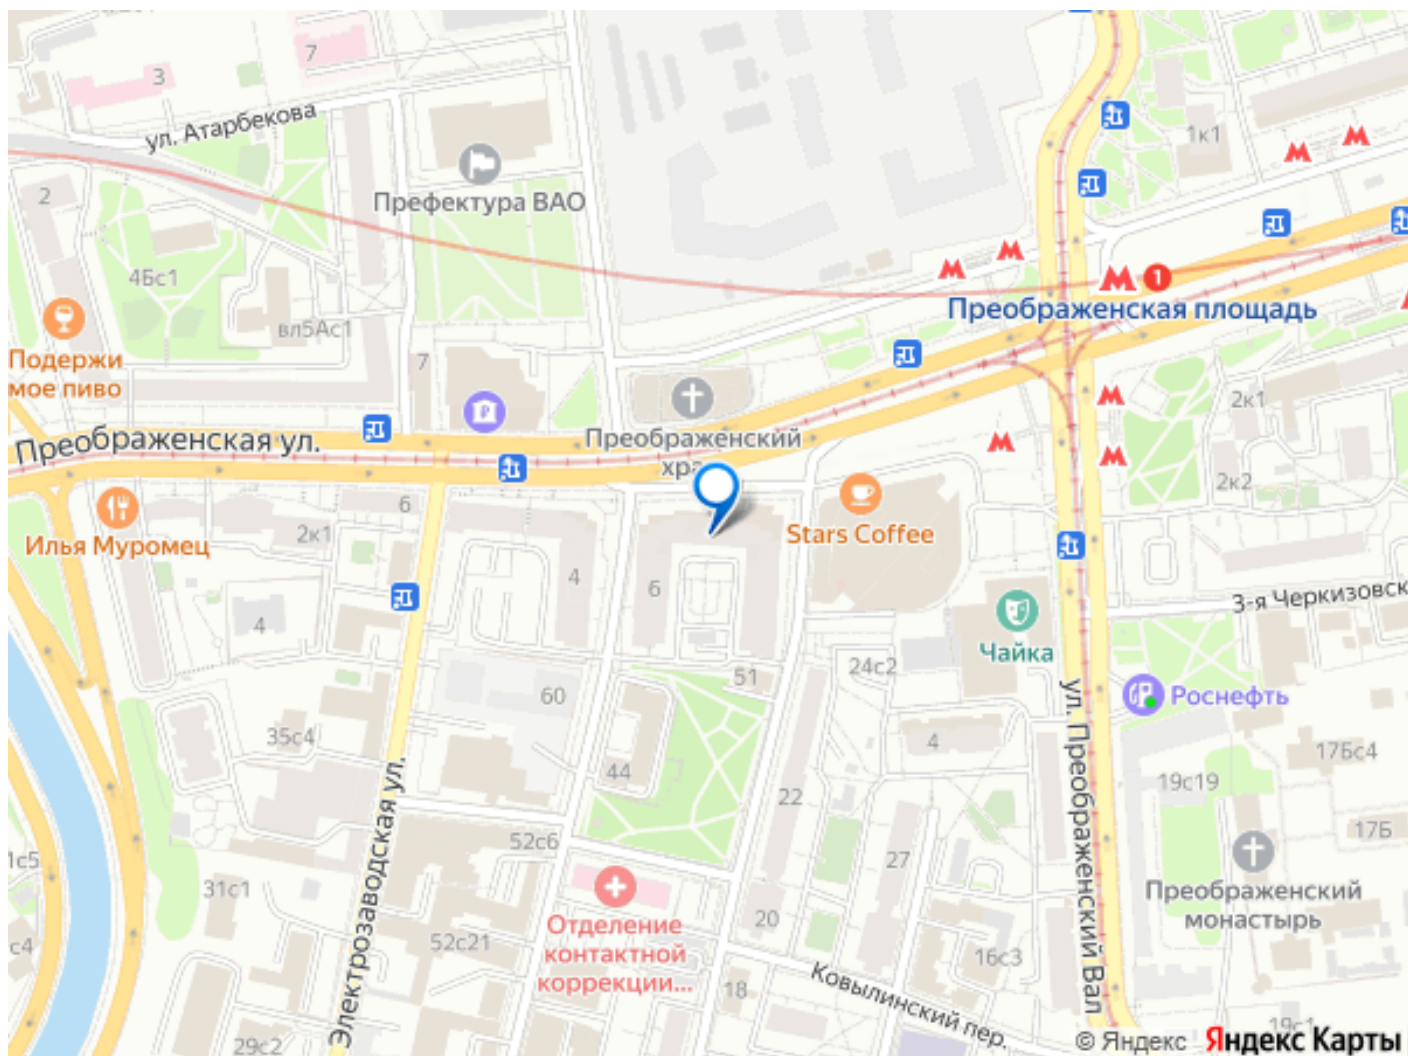 7
3
ул. Атарбекова
1к1
Префектура ВАО
2
4Бс1
1
Преображенская площадь
вл5Ас1
Подержи
мое пиво
7
2к1
Преображенская ул.
Преображенский
хра
2к2
6
Илья Муромец
2к1
Stars Coffee
4
6
3-я Черкизовск
4
Чайка
24с2
51
60
Роснефть
35с4
4
17Бс4
44
19с19
22
ул. Преображенский Вал
Электрозаводская ул.
17Б
52с6
27
1с5
31с1
Преображенский
монастырь
20
Отделение
контактной
коррекции...
52с21
с4
16с3
18
Ковылинский пер.
29с2
19с1
© Яндекс Яндекс Карты